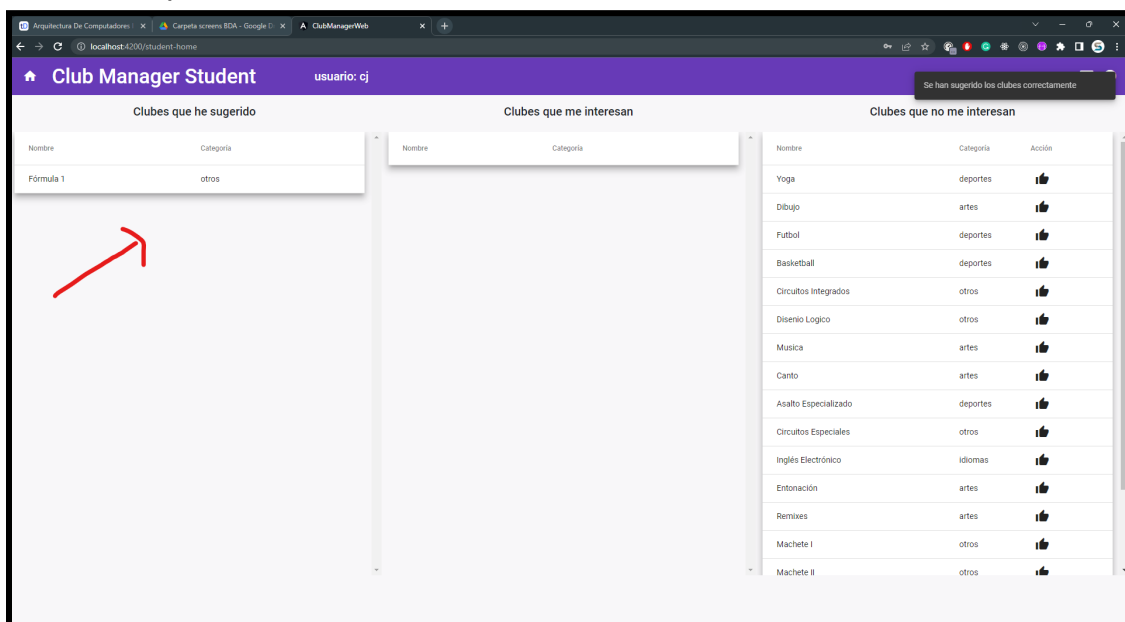 Arquitectura De Computadores
Carpeta screens BDA - Google D
ClubManagerWeb
localhost:4200/student-home
Club Manager Student
usuario: cj
Se han sugerido los clubes correctamente
Clubes que he sugerido
Nombre Categoría
Fórmula 1 otros
Clubes que me interesan
Nombre Categoría
Clubes que no me interesan
Nombre Categoría Acción
Yoga deportes
Dibujo artes
Futbol deportes
Basketball deportes
Circuitos Integrados otros
Disenio Logico otros
Musica artes
Canto artes
Asalto Especializado deportes
Circuitos Especiales otros
Inglés Electrónico idiomas
Entonación artes
Remixes artes
Machete I otros
Machete II otros